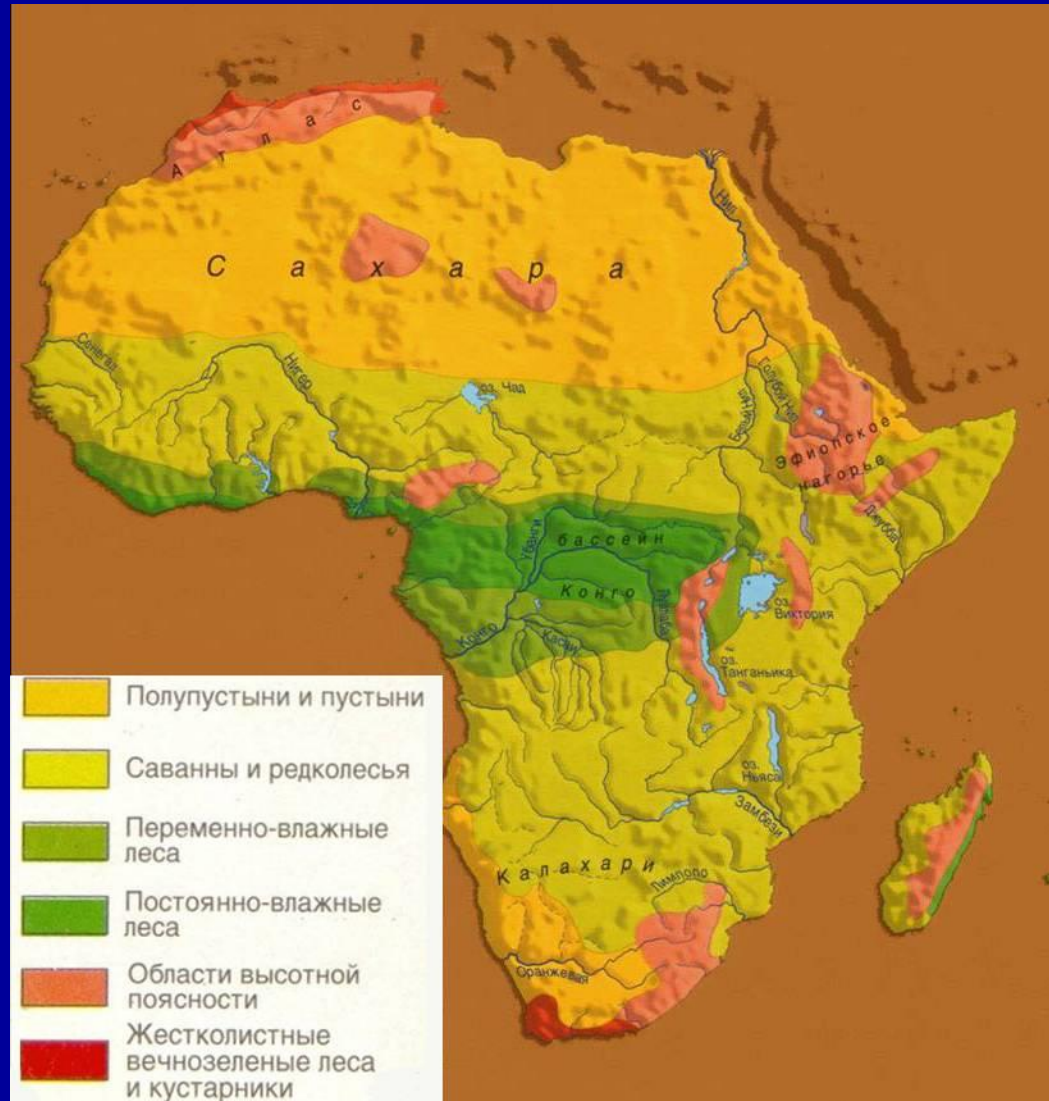 Атлас
Сахара
Нил
Сенегал
Нигер
оз. Чад
Белый Нил
Голубой Нил
Эфиопское
нагорье
Джубба
Убанги
бассейн
Конго
Луалаба
оз.
Виктория
Конго
Касаи
оз.
Танганьика
оз.
Ньяса
Замбези
Калахари
Лимпопо
Оранжевая
Полупустыни и пустыни
Саванны и редколесья
Переменно-влажные
леса
Постоянно-влажные
леса
Области высотной
поясности
Жестколистные
вечнозеленые леса
и кустарники